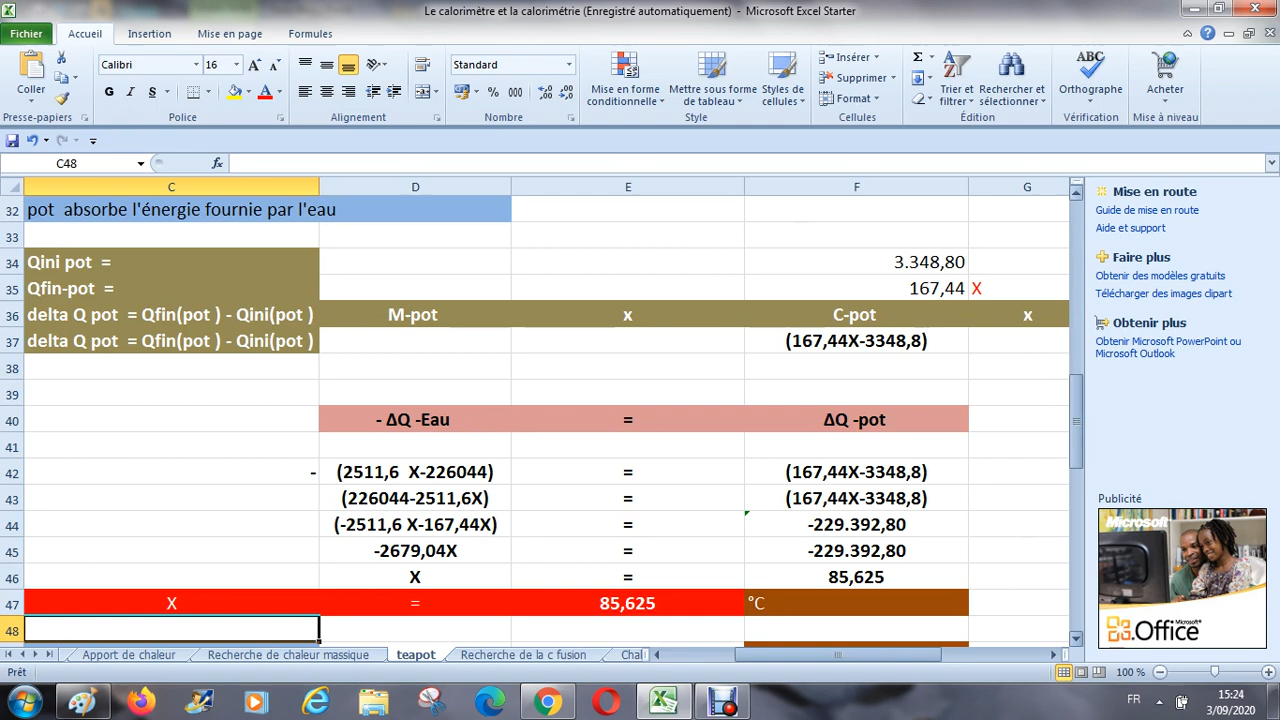 Le calorimètre et la calorimétrie (Enregistré automatiquement) - Microsoft Excel Starter
Fichier Accueil Insertion Mise en page Formules
Coller
Presse-papiers
Calibri 16
G I S
Police
Alignement
Standard
% 000
Nombre
Mise en forme conditionnelle
Mettre sous forme de tableau
Styles de cellules
Style
Insérer
Supprimer
Format
Cellules
Σ
Trier et filtrer
Rechercher et sélectionner
Édition
ABC
Orthographe
Vérification
Acheter
Mise à niveau
C48 fx
C D E F G
32 pot absorbe l'énergie fournie par l'eau
33
34 Qini pot = 3.348,80
35 Qfin-pot = 167,44 X
36 delta Q pot = Qfin(pot ) - Qini(pot ) M-pot x C-pot x
37 delta Q pot = Qfin(pot ) - Qini(pot ) (167,44X-3348,8)
38
39
40 - ΔQ -Eau = ΔQ -pot
41
42 - (2511,6 X-226044) = (167,44X-3348,8)
43 (226044-2511,6X) = (167,44X-3348,8)
44 (-2511,6 X-167,44X) = -229.392,80
45 -2679,04X = -229.392,80
46 X = 85,625
47 X = 85,625 °C
48
Mise en route
Guide de mise en route
Aide et support
Faire plus
Obtenir des modèles gratuits
Télécharger des images clipart
Obtenir plus
Obtenir Microsoft PowerPoint ou
Microsoft Outlook
Publicité
Microsoft
Office
Apport de chaleur Recherche de chaleur massique teapot Recherche de la c fusion Chal
Prêt 100 %
FR 15:24
3/09/2020